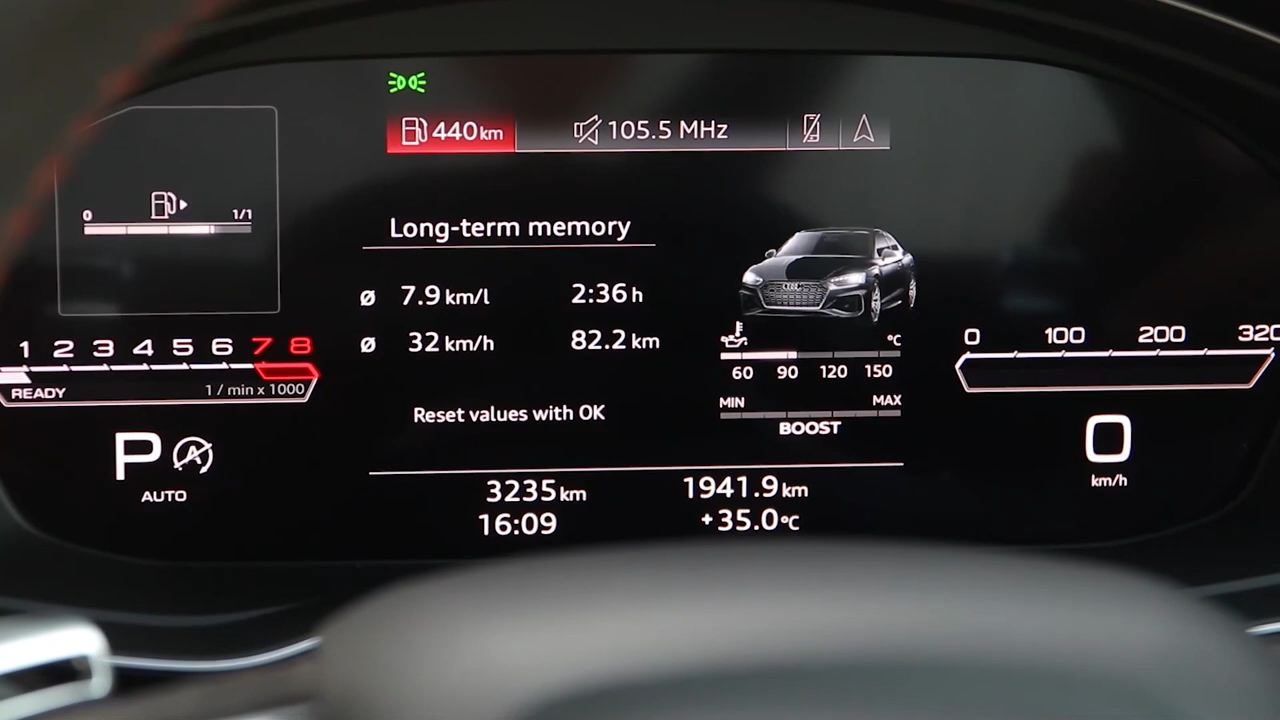 440 km 105.5 MHz
0 1/1
Long-term memory
Ø 7.9 km/l 2:36 h
Ø 32 km/h 82.2 km
Reset values with OK
1 2 3 4 5 6 7 8
READY 1 / min x 1000
P A
AUTO
°C
60 90 120 150
MIN MAX
BOOST
0 100 200 320
0
km/h
3235 km 1941.9 km
16:09 +35.0 °C